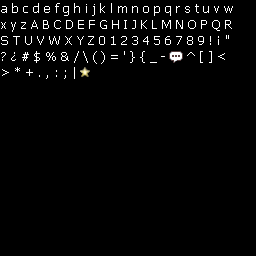 abcdefghijklmnopqrstuvw
xyzABCDEFGHIJKLMNOPQR
STUVWXYZ0123456789!¡"
?¿#$%&/\()='}{_-💬^[]<
>*+.,:;|⭐